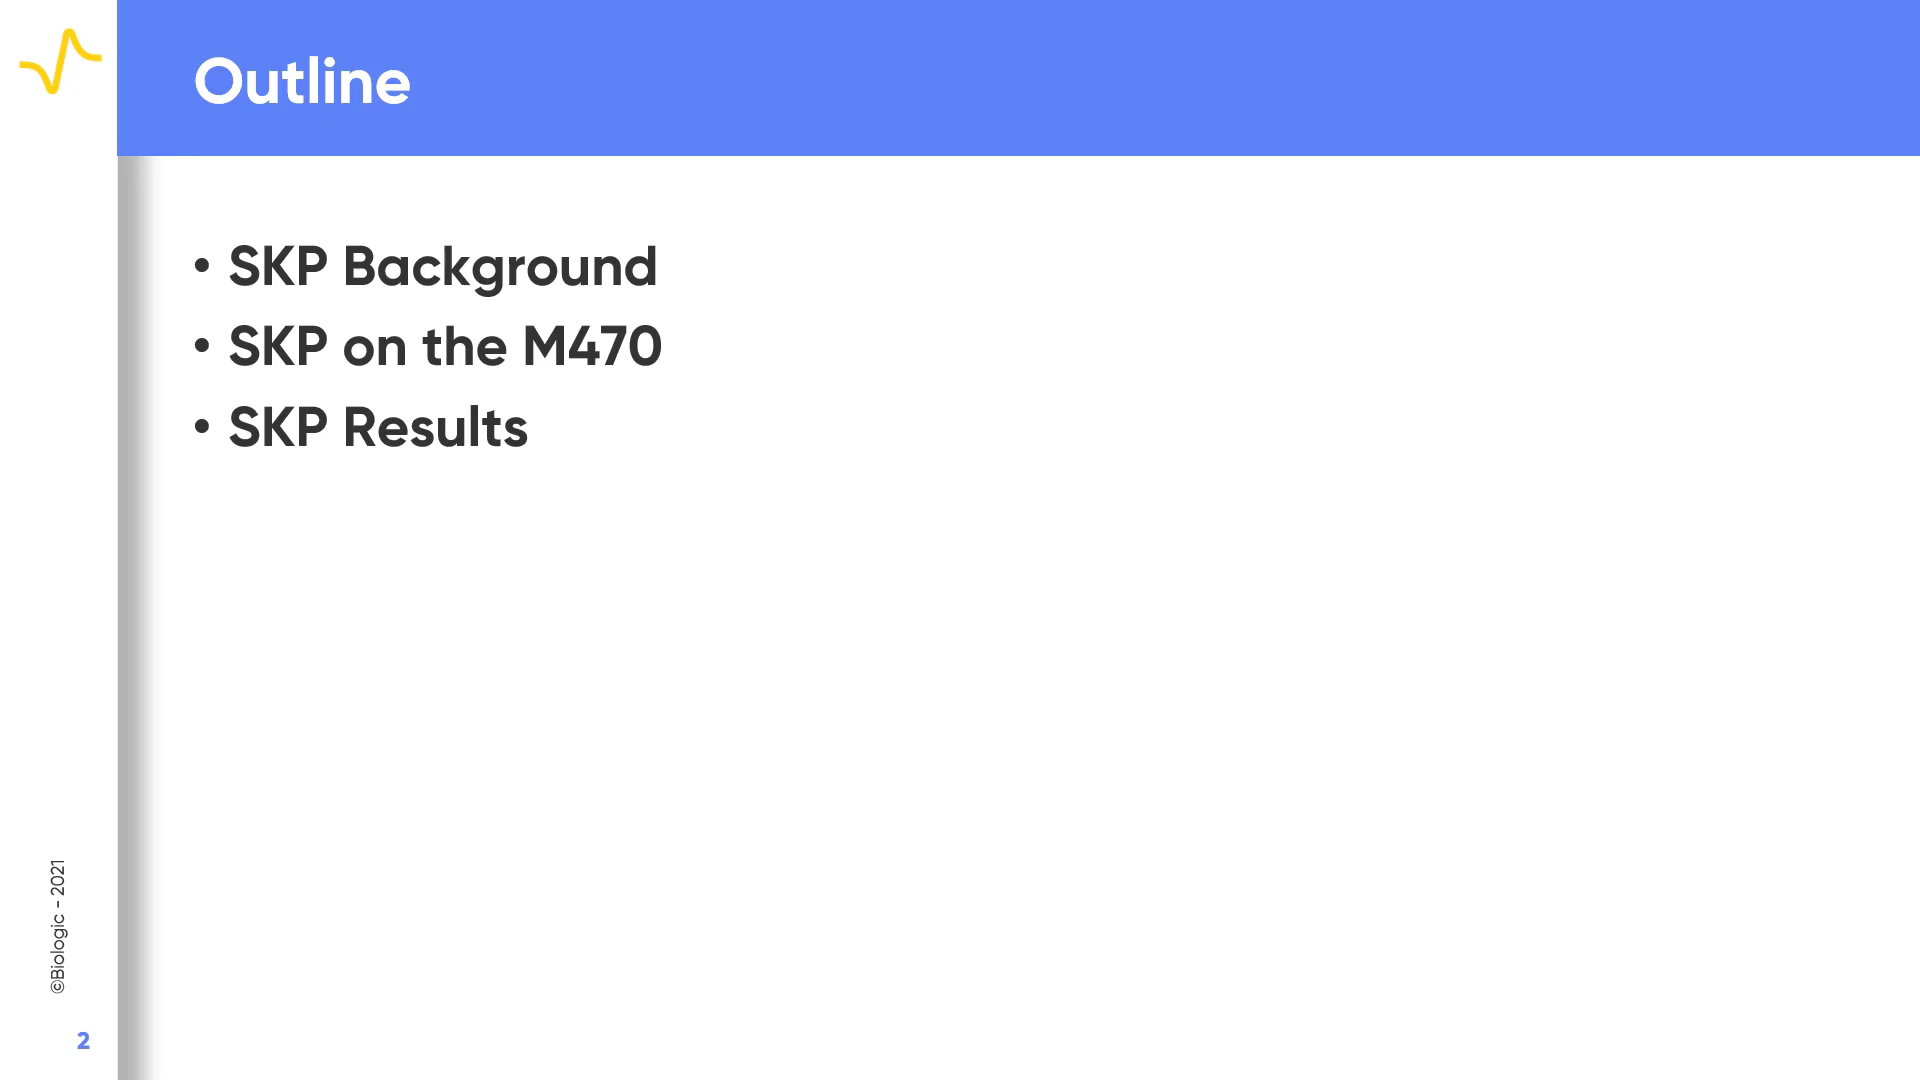 Outline
• SKP Background
• SKP on the M470
• SKP Results
©Biologic - 2021
2